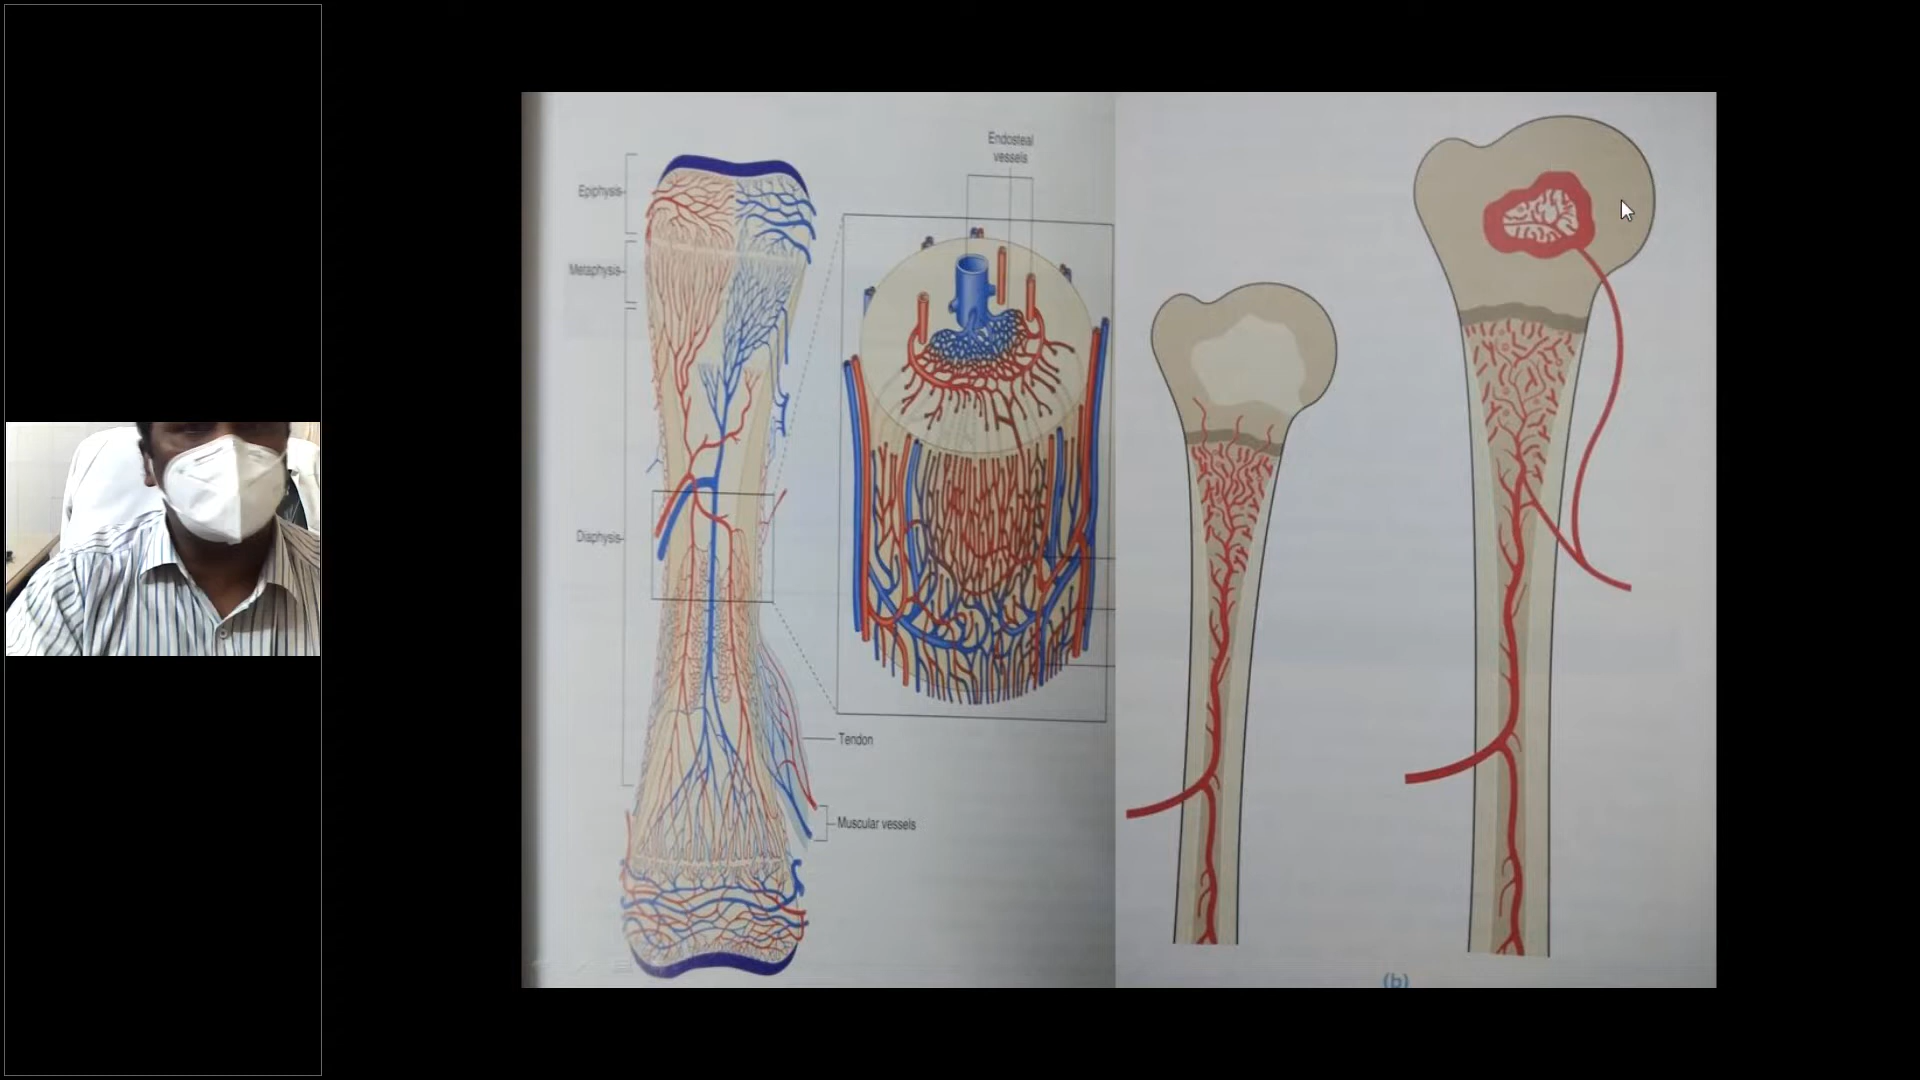 Endosteal
vessels
Epiphysis
Metaphysis
Diaphysis
Tendon
Muscular vessels
(b)